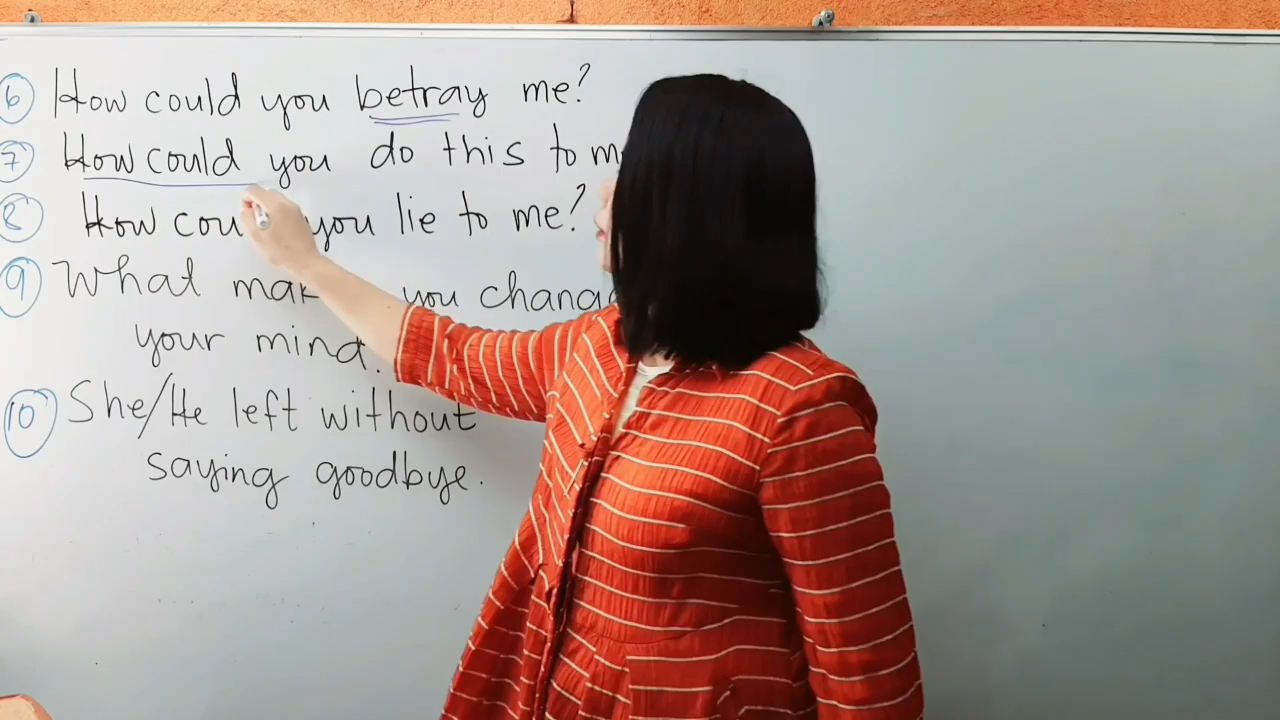 6 How could you betray me?
7 How could you do this to
8 How you lie to me?
9 What you
your mind.
10 She/He left without
saying goodbye.